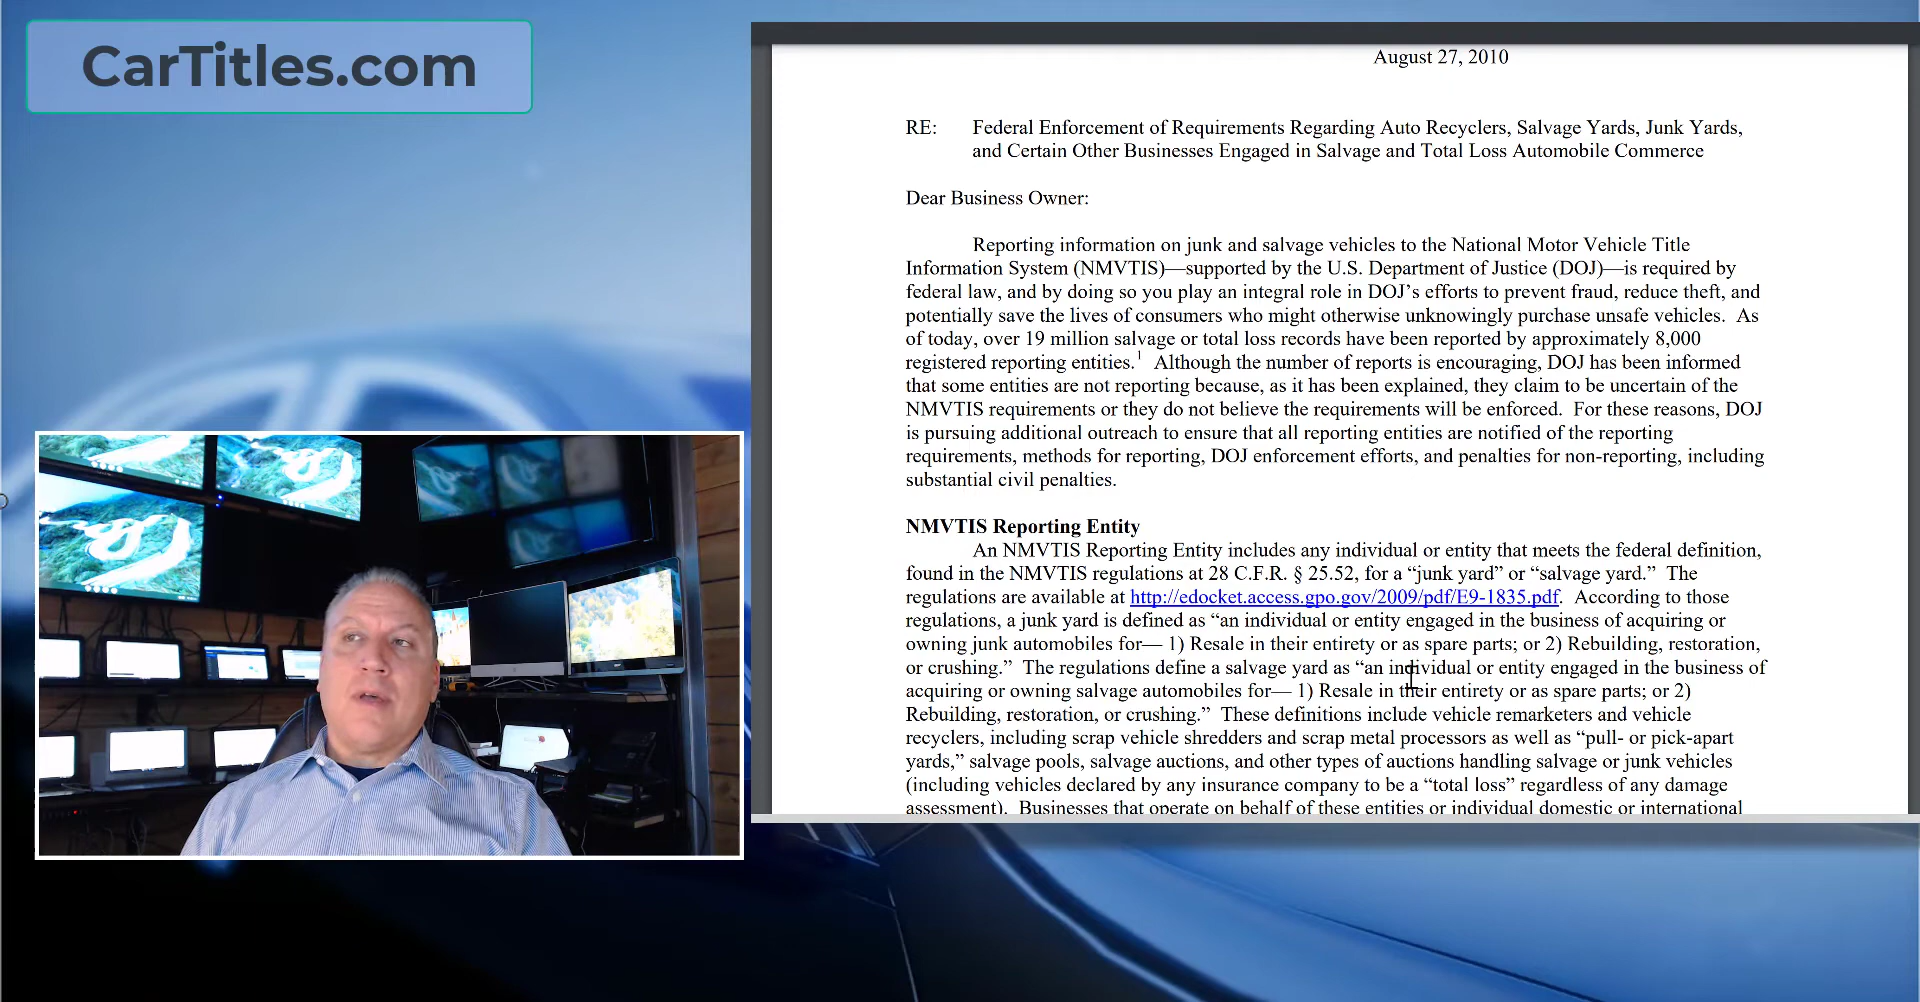 CarTitles.com
August 27, 2010
RE: Federal Enforcement of Requirements Regarding Auto Recyclers, Salvage Yards, Junk Yards,
and Certain Other Businesses Engaged in Salvage and Total Loss Automobile Commerce
Dear Business Owner:
Reporting information on junk and salvage vehicles to the National Motor Vehicle Title
Information System (NMVTIS)—supported by the U.S. Department of Justice (DOJ)—is required by
federal law, and by doing so you play an integral role in DOJ’s efforts to prevent fraud, reduce theft, and
potentially save the lives of consumers who might otherwise unknowingly purchase unsafe vehicles. As
of today, over 19 million salvage or total loss records have been reported by approximately 8,000
registered reporting entities.1 Although the number of reports is encouraging, DOJ has been informed
that some entities are not reporting because, as it has been explained, they claim to be uncertain of the
NMVTIS requirements or they do not believe the requirements will be enforced. For these reasons, DOJ
is pursuing additional outreach to ensure that all reporting entities are notified of the reporting
requirements, methods for reporting, DOJ enforcement efforts, and penalties for non-reporting, including
substantial civil penalties.
NMVTIS Reporting Entity
An NMVTIS Reporting Entity includes any individual or entity that meets the federal definition,
found in the NMVTIS regulations at 28 C.F.R. § 25.52, for a “junk yard” or “salvage yard.” The
regulations are available at http://edocket.access.gpo.gov/2009/pdf/E9-1835.pdf. According to those
regulations, a junk yard is defined as “an individual or entity engaged in the business of acquiring or
owning junk automobiles for— 1) Resale in their entirety or as spare parts; or 2) Rebuilding, restoration,
or crushing.” The regulations define a salvage yard as “an individual or entity engaged in the business of
acquiring or owning salvage automobiles for— 1) Resale in their entirety or as spare parts; or 2)
Rebuilding, restoration, or crushing.” These definitions include vehicle remarketers and vehicle
recyclers, including scrap vehicle shredders and scrap metal processors as well as “pull- or pick-apart
yards,” salvage pools, salvage auctions, and other types of auctions handling salvage or junk vehicles
(including vehicles declared by any insurance company to be a “total loss” regardless of any damage
assessment). Businesses that operate on behalf of these entities or individual domestic or international